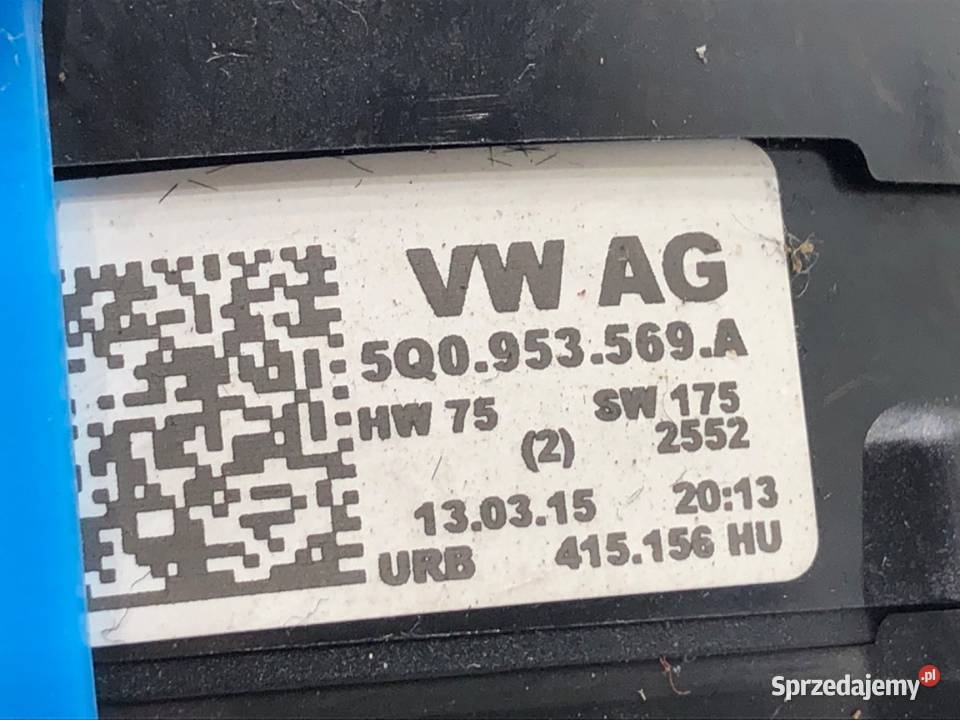 VW AG
5Q0.953.569.A
HW 75 SW 175
(2) 2552
13.03.15 20:13
URB 415.156 HU
Sprzedajemy.pl